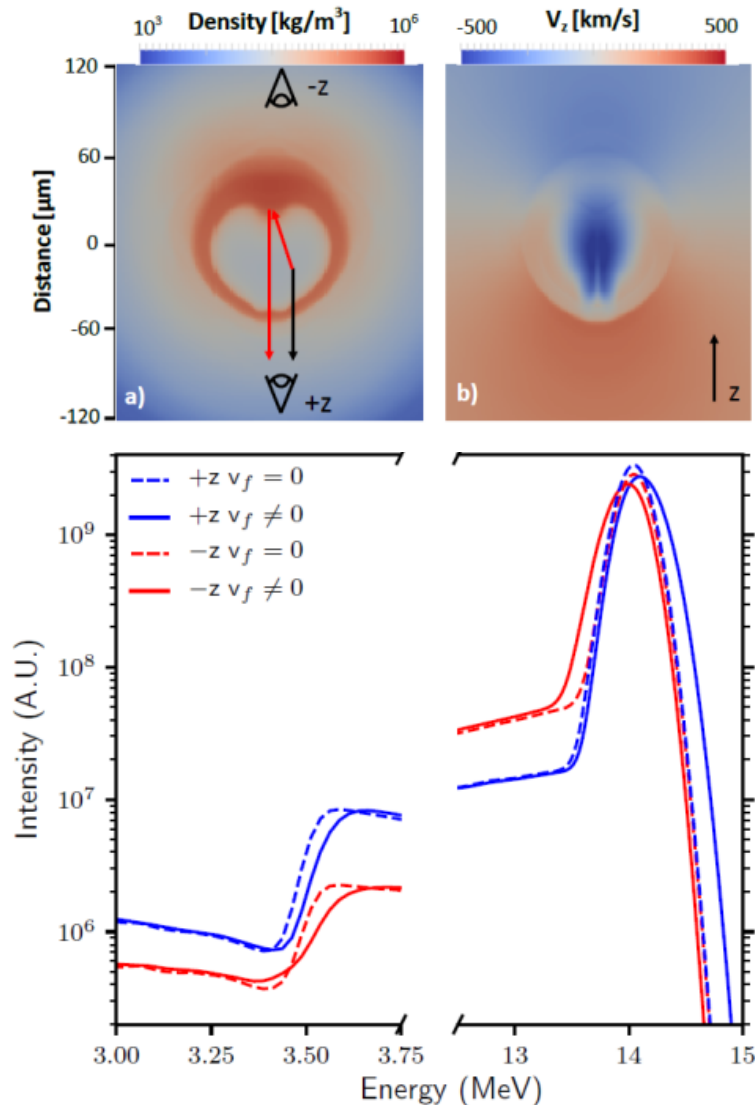 Density [kg/m³]
10³
10⁶
V_z [km/s]
-500
500
120
60
0
-60
-120
Distance [µm]
-z
+z
a)
b)
z
+z v_f = 0
+z v_f ≠ 0
−z v_f = 0
−z v_f ≠ 0
Intensity (A.U.)
10⁹
10⁸
10⁷
10⁶
3.00
3.25
3.50
3.75
13
14
15
Energy (MeV)